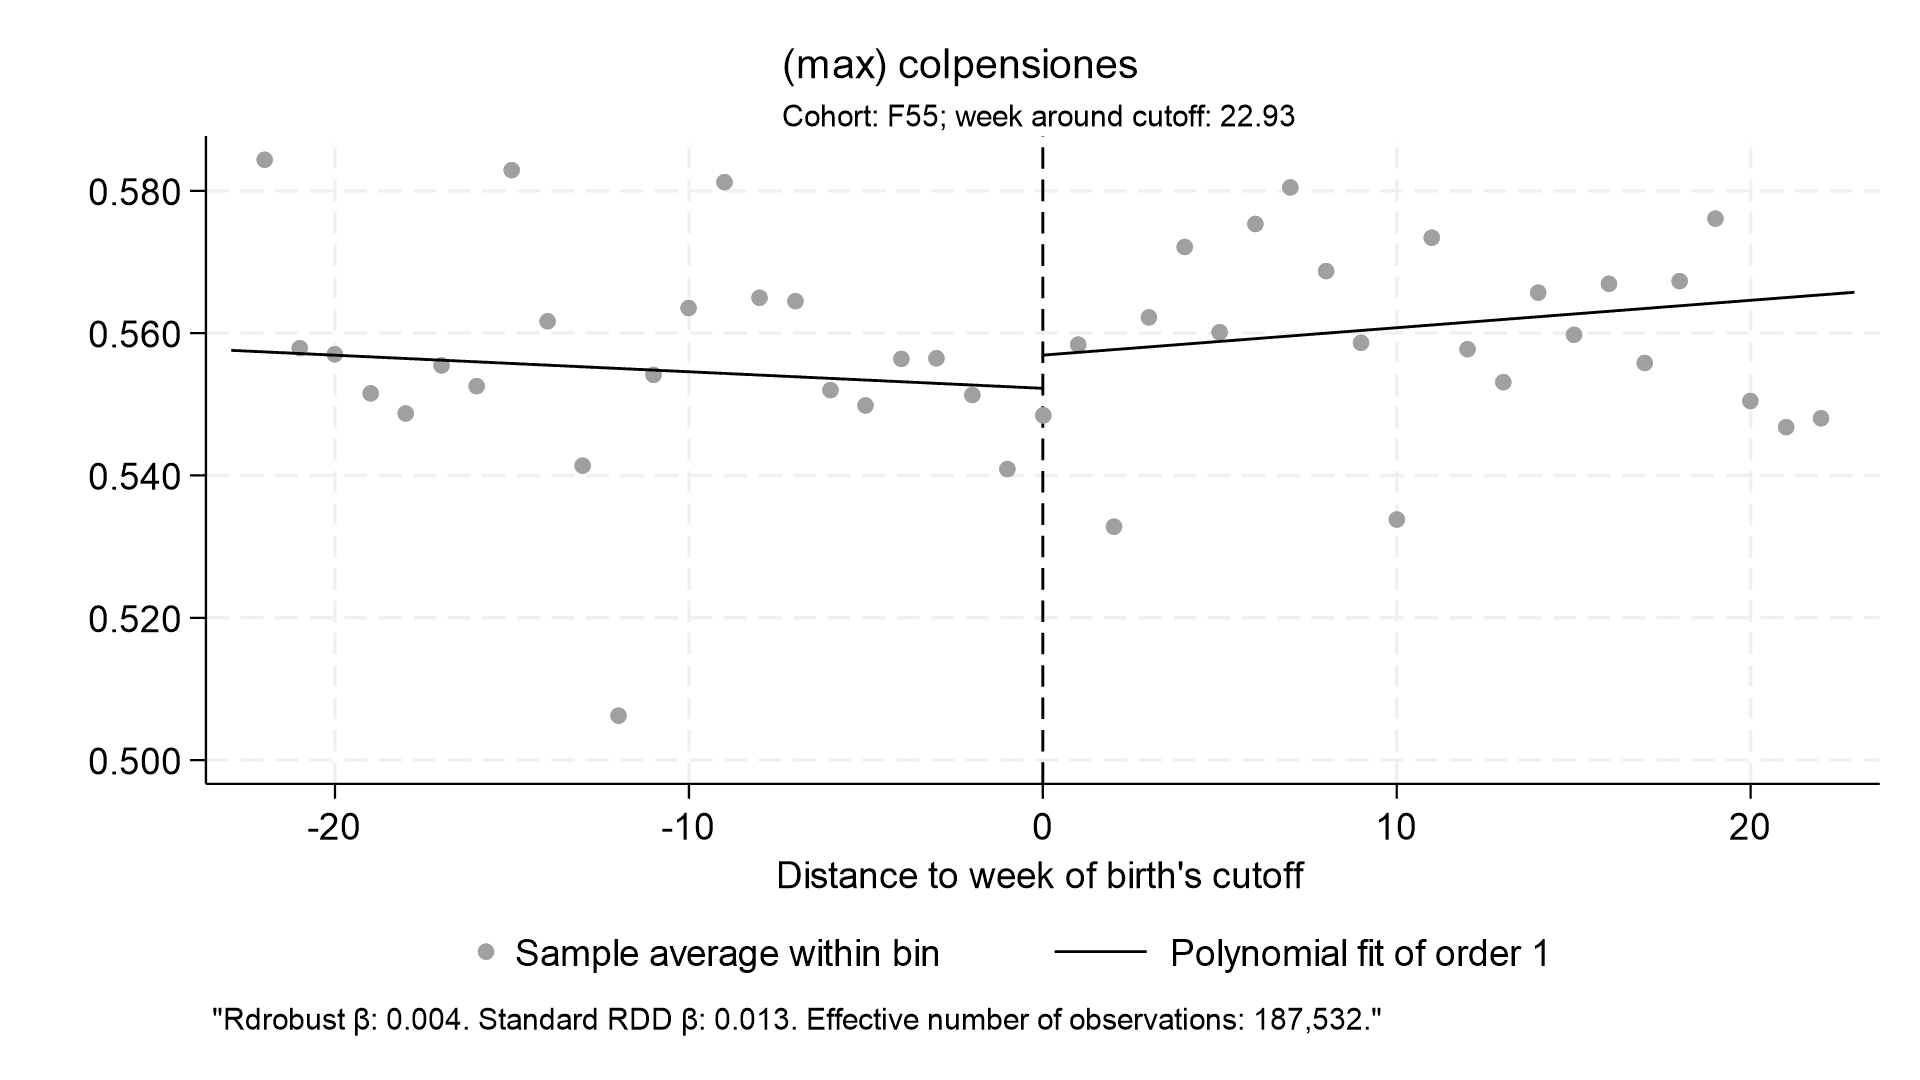 (max) colpensiones
Cohort: F55; week around cutoff: 22.93
0.580
0.560
0.540
0.520
0.500
-20 -10 0 10 20
Distance to week of birth's cutoff
Sample average within bin Polynomial fit of order 1
"Rdrobust β: 0.004. Standard RDD β: 0.013. Effective number of observations: 187,532."